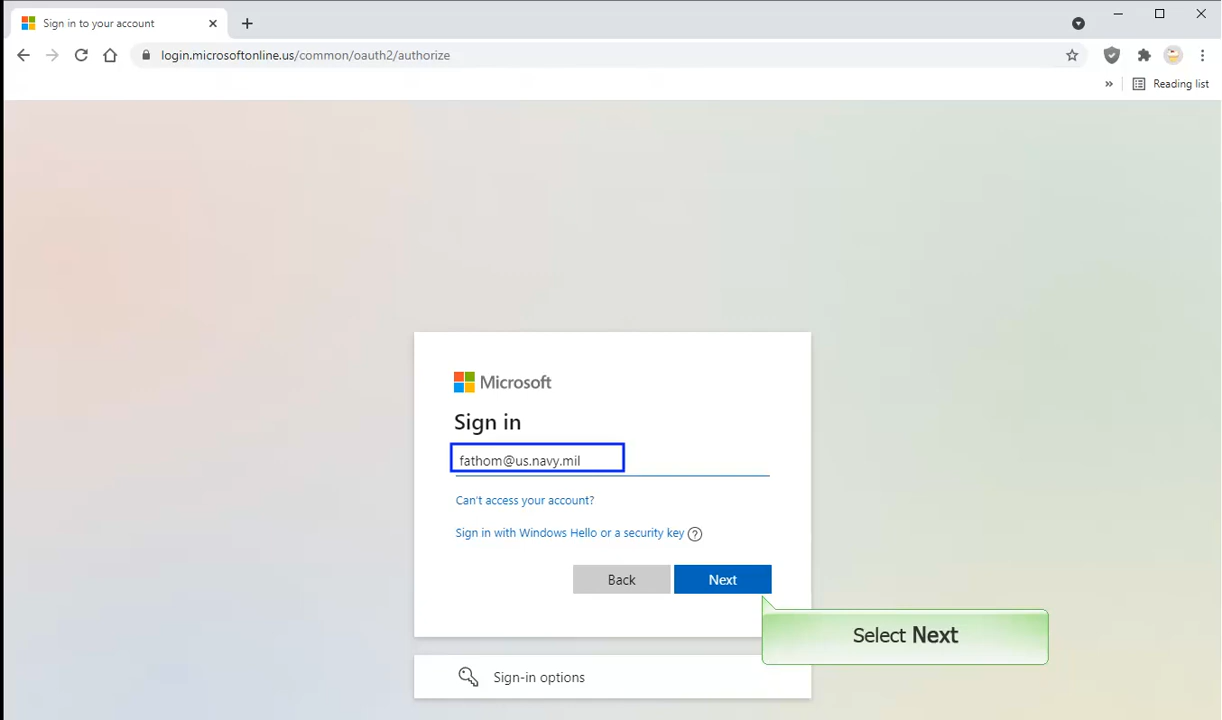 Sign in to your account
login.microsoftonline.us/common/oauth2/authorize
» Reading list
Microsoft
Sign in
fathom@us.navy.mil
Can't access your account?
Sign in with Windows Hello or a security key ?
Back Next
Select Next
Sign-in options